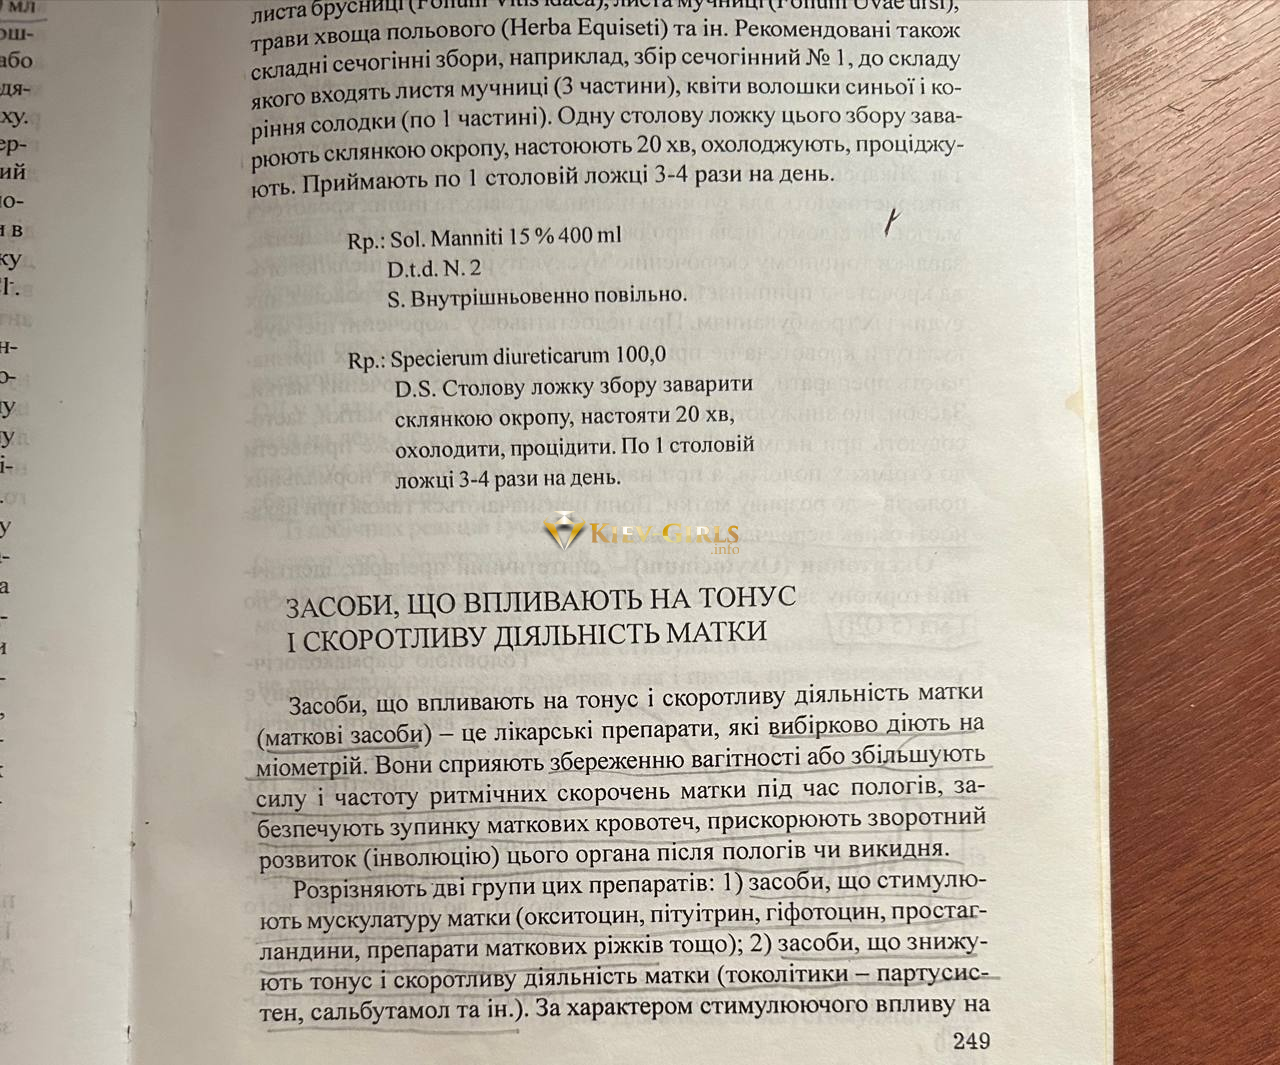 листа брусниці (Folium Vitis idaea), листа мучниці (Folium Uvae ursi),
трави хвоща польового (Herba Equiseti) та ін. Рекомендовані також
складні сечогінні збори, наприклад, збір сечогінний № 1, до складу
якого входять листя мучниці (3 частини), квіти волошки синьої і ко-
ріння солодки (по 1 частині). Одну столову ложку цього збору зава-
рюють склянкою окропу, настоюють 20 хв, охолоджують, проціджу-
ють. Приймають по 1 столовій ложці 3-4 рази на день.
Rp.: Sol. Manniti 15 % 400 ml
D.t.d. N. 2
S. Внутрішньовенно повільно.
Rp.: Specierum diureticarum 100,0
D.S. Столову ложку збору заварити
склянкою окропу, настояти 20 хв,
охолодити, процідити. По 1 столовій
ложці 3-4 рази на день.
KIEV-GIRLS
.info
ЗАСОБИ, ЩО ВПЛИВАЮТЬ НА ТОНУС
І СКОРОТЛИВУ ДІЯЛЬНІСТЬ МАТКИ
Засоби, що впливають на тонус і скоротливу діяльність матки
(маткові засоби) – це лікарські препарати, які вибірково діють на
міометрій. Вони сприяють збереженню вагітності або збільшують
силу і частоту ритмічних скорочень матки під час пологів, за-
безпечують зупинку маткових кровотеч, прискорюють зворотний
розвиток (інволюцію) цього органа після пологів чи викидня.
Розрізняють дві групи цих препаратів: 1) засоби, що стимулю-
ють мускулатуру матки (окситоцин, пітуітрин, гіфотоцин, простаг-
ландини, препарати маткових ріжків тощо); 2) засоби, що знижу-
ють тонус і скоротливу діяльність матки (токолітики – партусис-
тен, сальбутамол та ін.). За характером стимулюючого впливу на
249